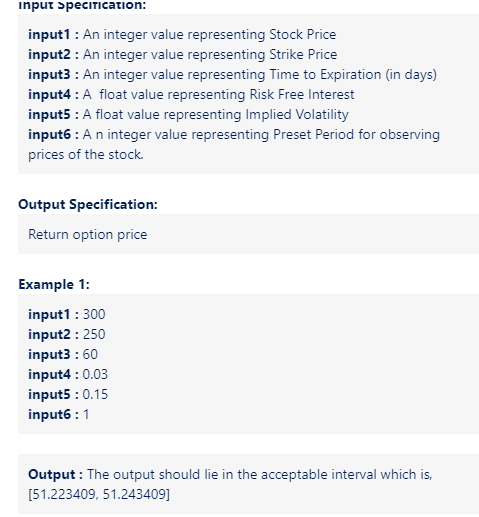 Input Specification:
input1 : An integer value representing Stock Price
input2 : An integer value representing Strike Price
input3 : An integer value representing Time to Expiration (in days)
input4 : A float value representing Risk Free Interest
input5 : A float value representing Implied Volatility
input6 : A n integer value representing Preset Period for observing
prices of the stock.
Output Specification:
Return option price
Example 1:
input1 : 300
input2 : 250
input3 : 60
input4 : 0.03
input5 : 0.15
input6 : 1
Output : The output should lie in the acceptable interval which is,
[51.223409, 51.243409]